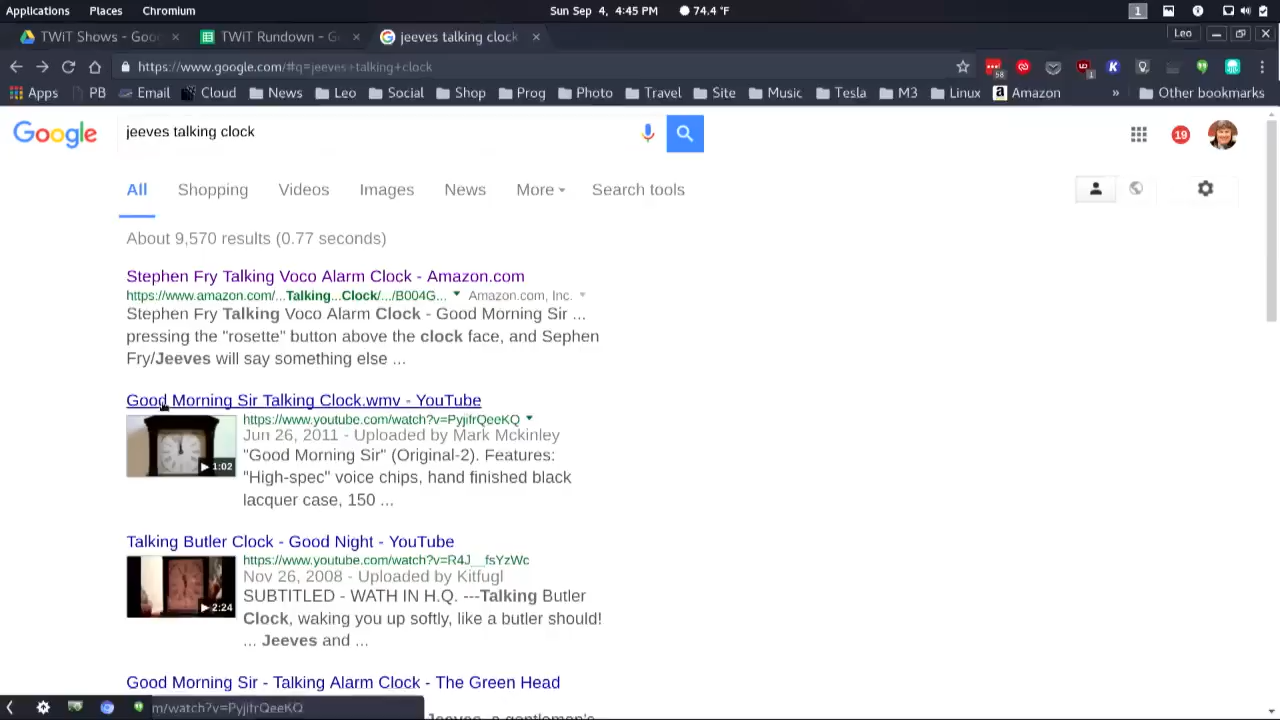 Applications Places Chromium Sun Sep 4, 4:45 PM 74.4 °F 1
TWiT Shows - Goo × TWiT Rundown - G × jeeves talking clock × Leo
https://www.google.com/#q=jeeves+talking+clock 58 1
Apps PB Email Cloud News Leo Social Shop Prog Photo Travel Site Music Tesla M3 Linux Amazon » Other bookmarks
Google jeeves talking clock 19
All Shopping Videos Images News More Search tools
About 9,570 results (0.77 seconds)
Stephen Fry Talking Voco Alarm Clock - Amazon.com
https://www.amazon.com/...Talking...Clock/.../B004G... Amazon.com, Inc.
Stephen Fry Talking Voco Alarm Clock - Good Morning Sir ...
pressing the "rosette" button above the clock face, and Sephen
Fry/Jeeves will say something else ...
Good Morning Sir Talking Clock.wmv - YouTube
https://www.youtube.com/watch?v=PyjifrQeeKQ
Jun 26, 2011 - Uploaded by Mark Mckinley
"Good Morning Sir" (Original-2). Features:
1:02
"High-spec" voice chips, hand finished black
lacquer case, 150 ...
Talking Butler Clock - Good Night - YouTube
https://www.youtube.com/watch?v=R4J__fsYzWc
Nov 26, 2008 - Uploaded by Kitfugl
SUBTITLED - WATH IN H.Q. ---Talking Butler
2:24
Clock, waking you up softly, like a butler should!
... Jeeves and ...
Good Morning Sir - Talking Alarm Clock - The Green Head
m/watch?v=PyjifrQeeKQ
Jeeves, a gentleman's